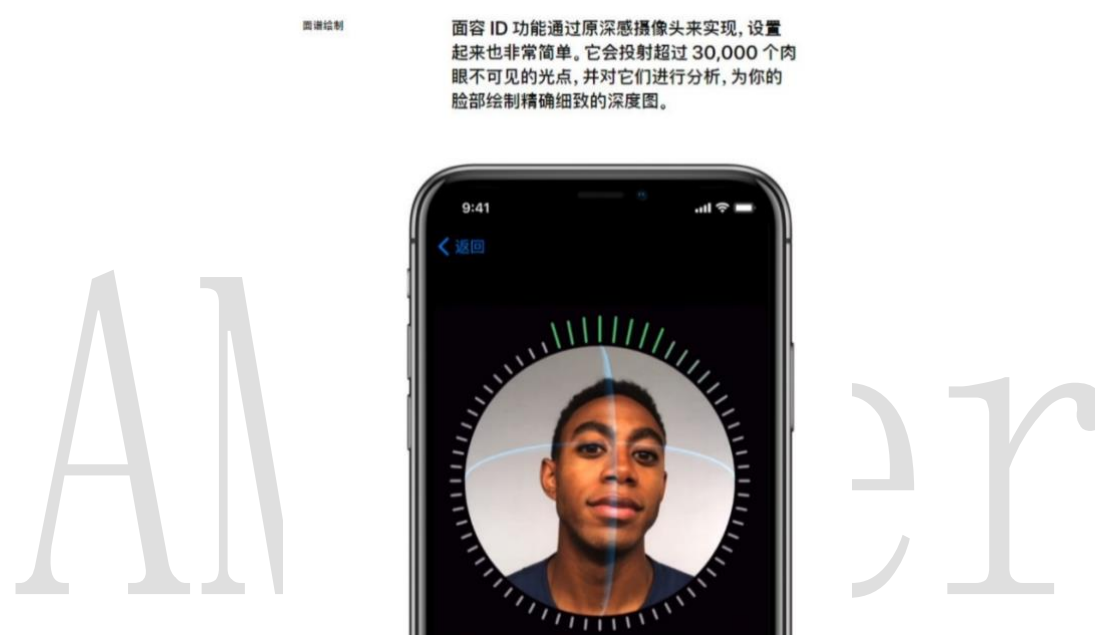 面谱绘制
面容 ID 功能通过原深感摄像头来实现，设置
起来也非常简单。它会投射超过 30,000 个肉
眼不可见的光点，并对它们进行分析，为你的
脸部绘制精确细致的深度图。
9:41
返回